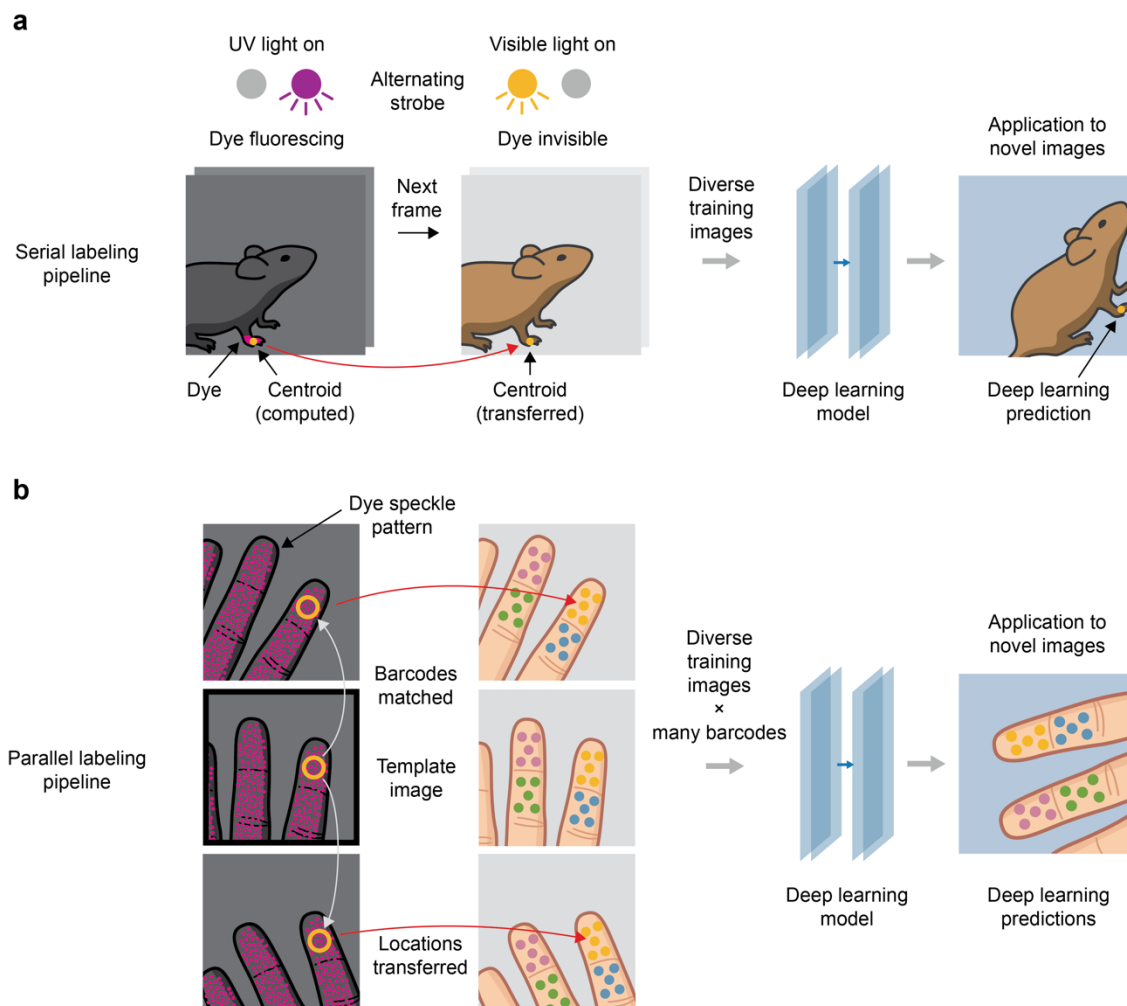 a
UV light on
Visible light on
Alternating
strobe
Dye fluorescing
Dye invisible
Application to
novel images
Next
frame
Diverse
training
images
Serial labeling
pipeline
Dye
Centroid
(computed)
Centroid
(transferred)
Deep learning
model
Deep learning
prediction
b
Dye speckle
pattern
Barcodes
matched
Template
image
Locations
transferred
Parallel labeling
pipeline
Diverse
training
images
×
many barcodes
Application to
novel images
Deep learning
model
Deep learning
predictions